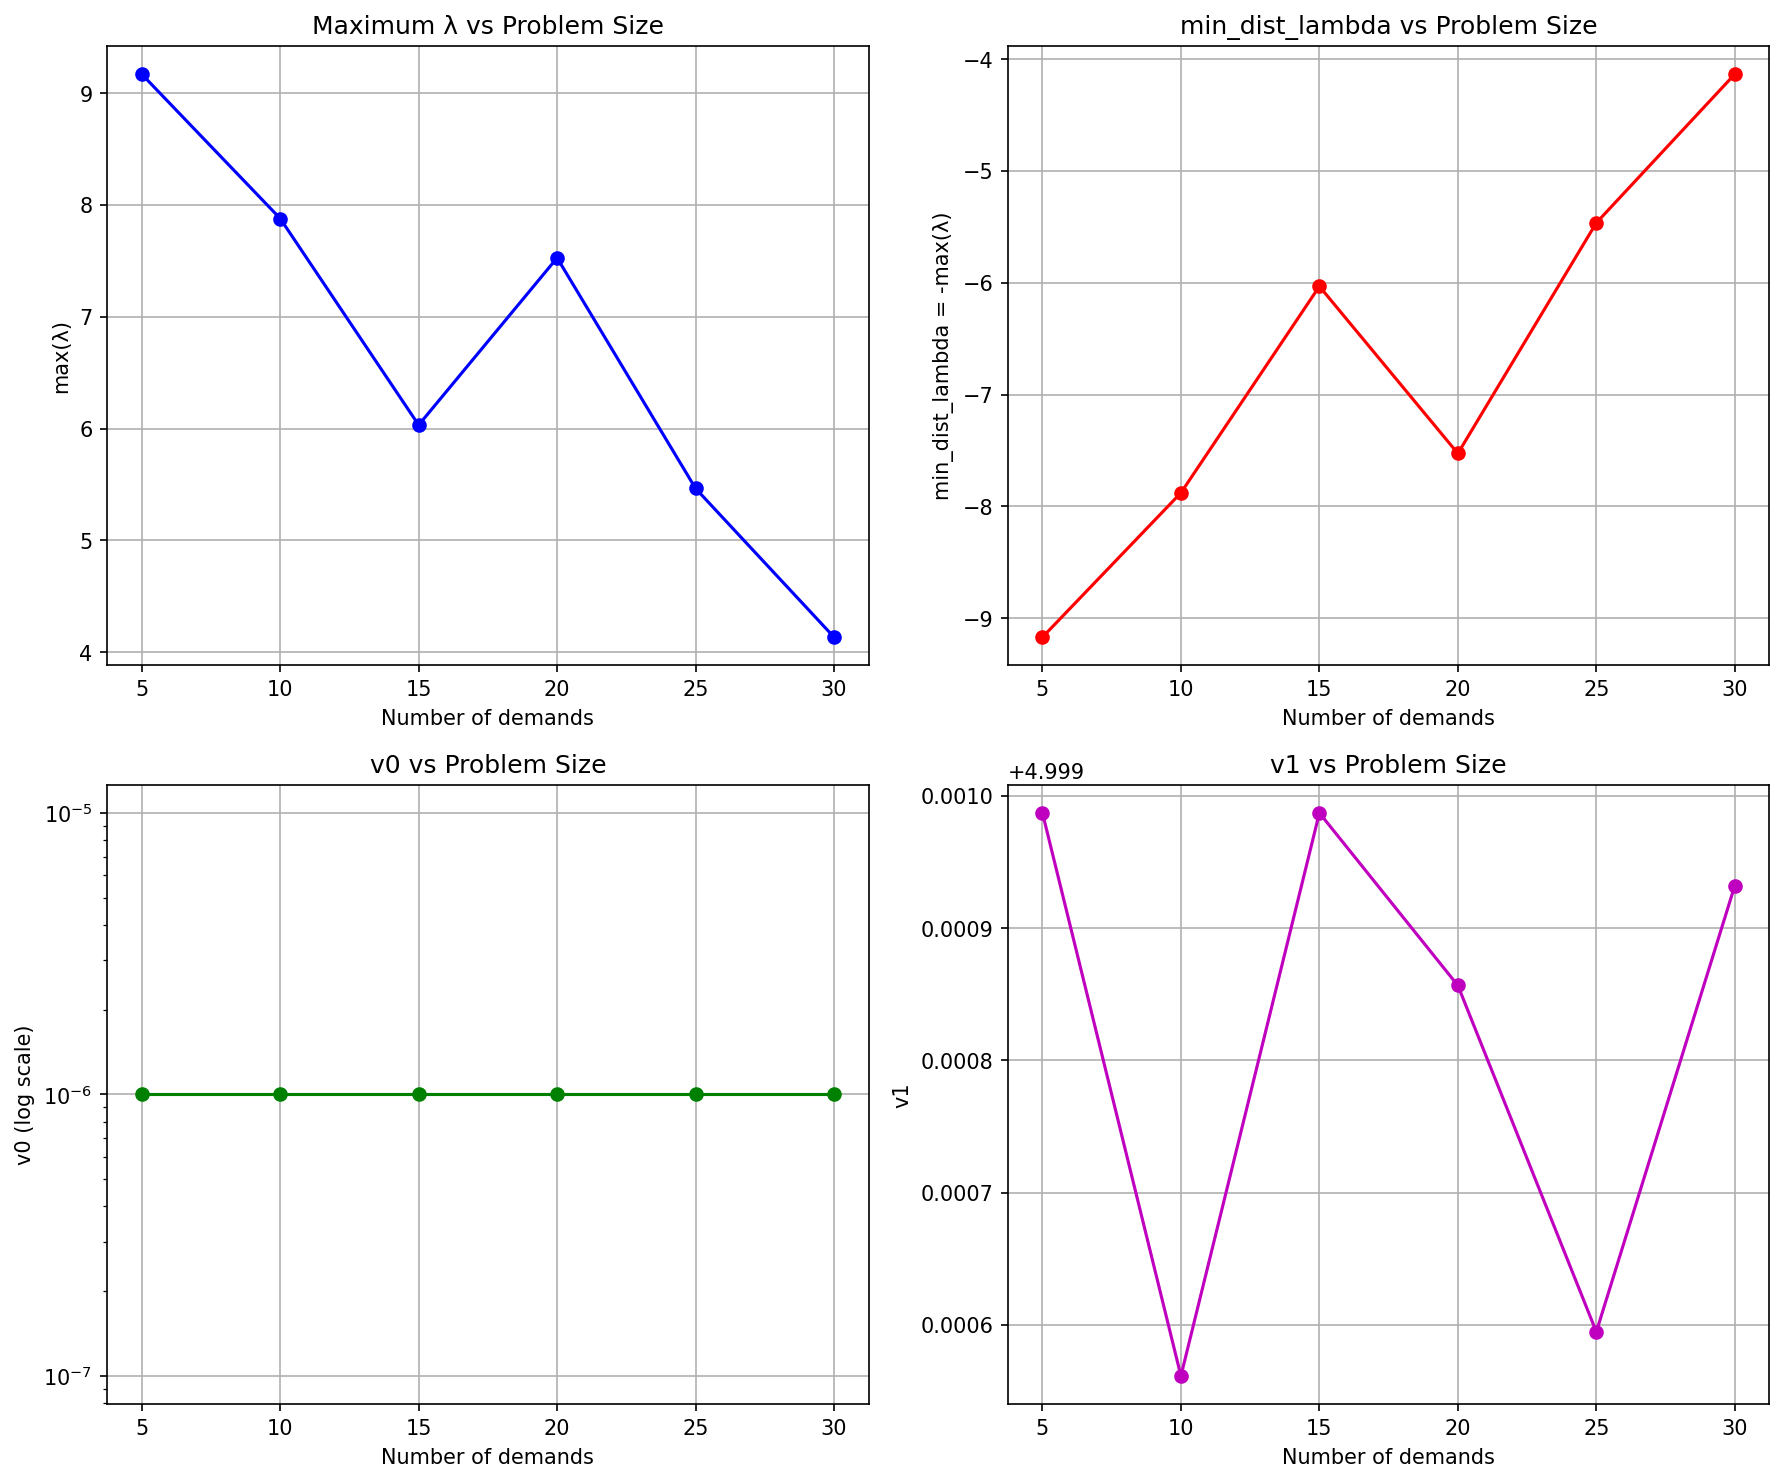 Maximum λ vs Problem Size
max(λ)
9
8
7
6
5
4
5 10 15 20 25 30
Number of demands
min_dist_lambda vs Problem Size
min_dist_lambda = -max(λ)
−4
−5
−6
−7
−8
−9
5 10 15 20 25 30
Number of demands
v0 vs Problem Size
v0 (log scale)
10⁻⁵
10⁻⁶
10⁻⁷
5 10 15 20 25 30
Number of demands
v1 vs Problem Size
+4.999
v1
0.0010
0.0009
0.0008
0.0007
0.0006
5 10 15 20 25 30
Number of demands